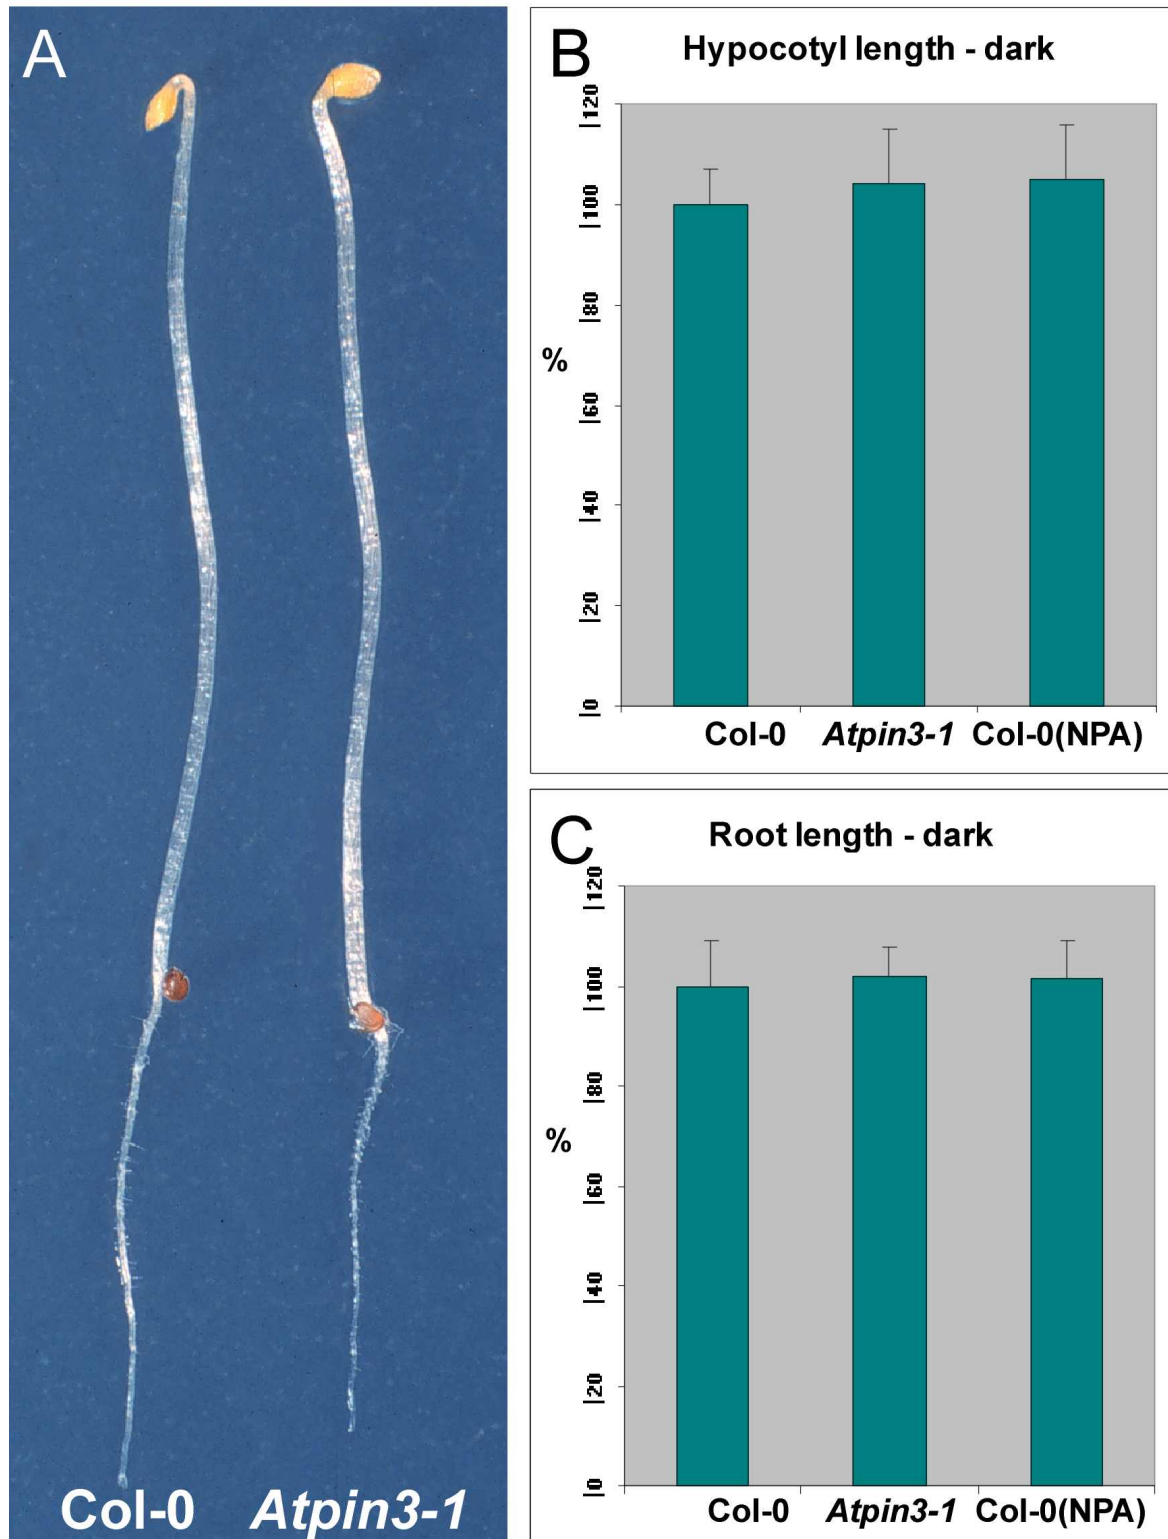 A
Col-0 Atpin3-1
B
Hypocotyl length - dark
|120
|100
|80
%
|60
|40
|20
|0
Col-0 Atpin3-1 Col-0(NPA)
C
Root length - dark
|120
|100
|80
%
|60
|40
|20
|0
Col-0 Atpin3-1 Col-0(NPA)